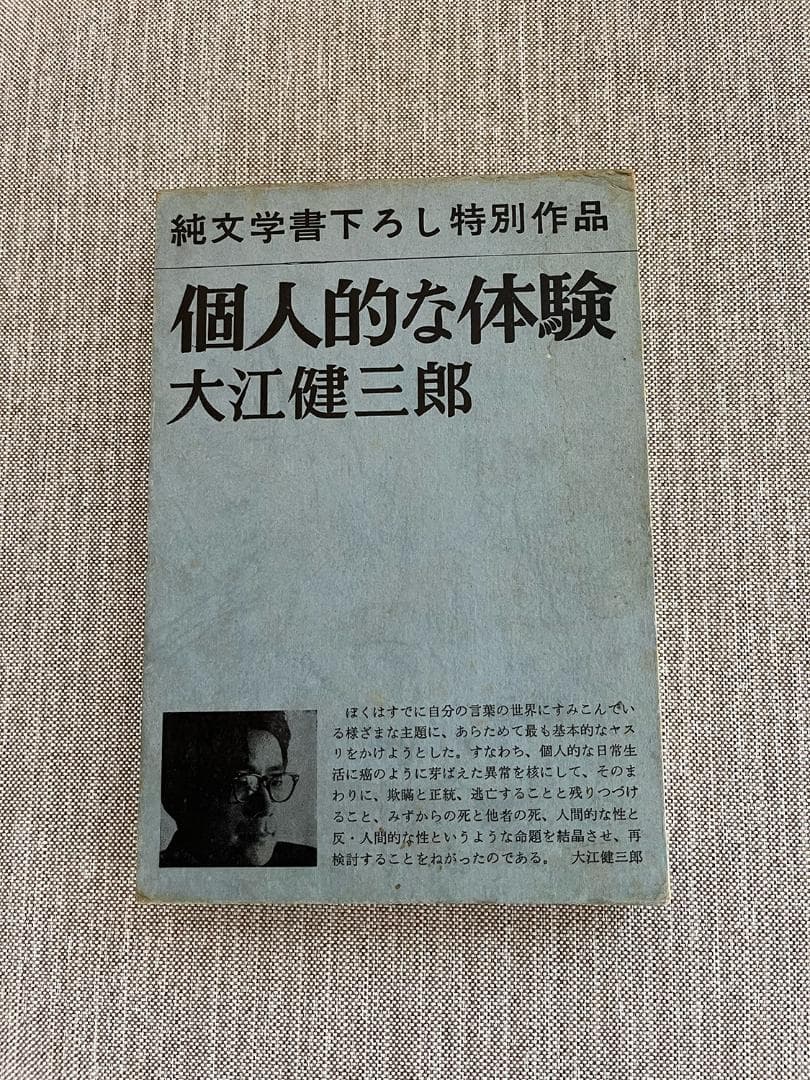 純文学書下ろし特別作品
個人的な体験
大江健三郎
ぼくはすでに自分の言葉の世界にすみこんでい
る様ざまな主題に、あらためて最も基本的なヤス
リをかけようとした。すなわち、個人的な日常生
活に癌のように芽ばえた異常を核にして、そのま
わりに、欺瞞と正統、逃亡することと残りつづけ
ること、みずからの死と他者の死、人間的な性と
反・人間的な性というような命題を結晶させ、再
検討することをねがったのである。 大江健三郎